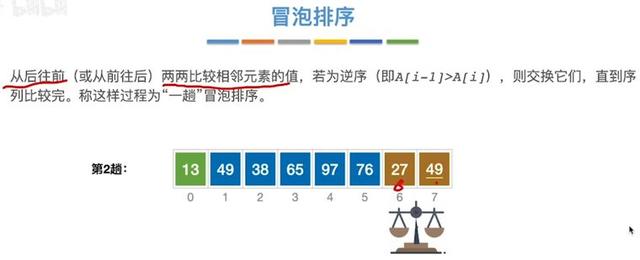 冒泡排序
从后往前（或从前往后）两两比较相邻元素的值，若为逆序（即A[i-1]>A[i]），则交换它们，直到序
列比较完。称这样过程为“一趟”冒泡排序。
第2趟：
13 49 38 65 97 76 27 49
0 1 2 3 4 5 6 7